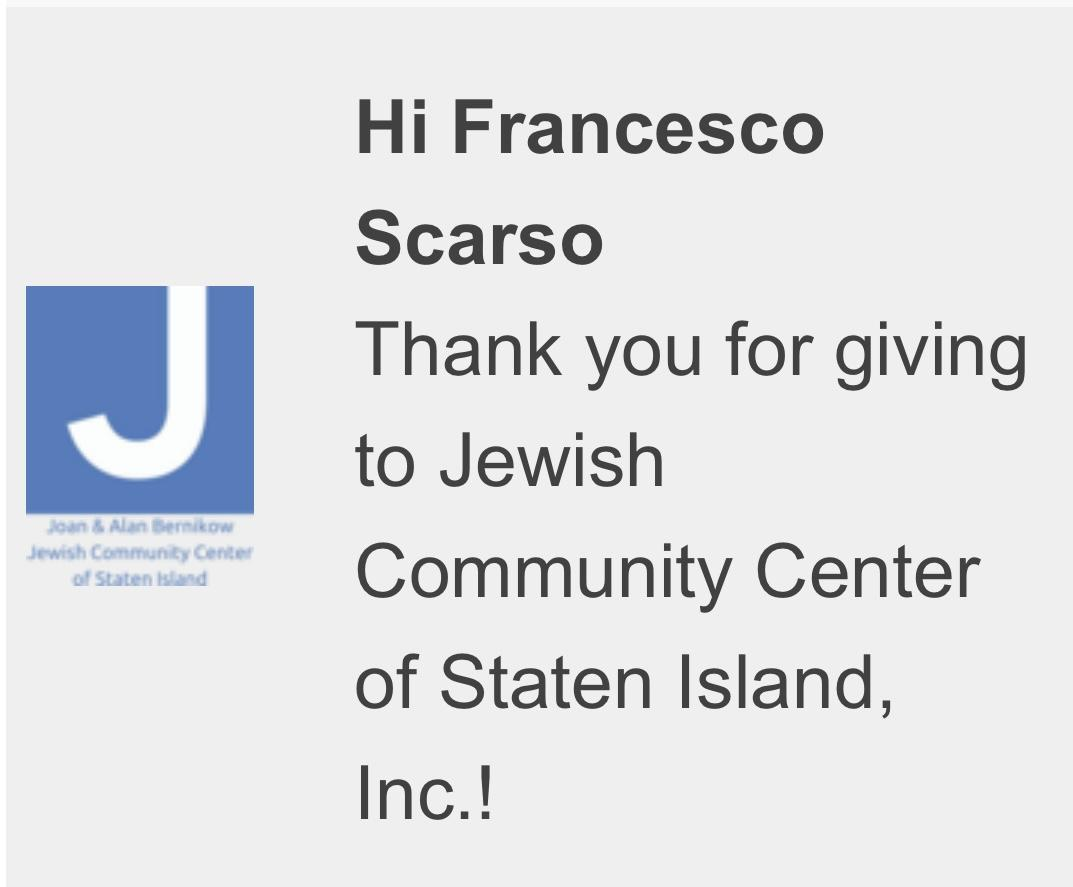 Hi Francesco
Scarso
Thank you for giving
to Jewish
Community Center
of Staten Island,
Inc.!
J
Joan & Alan Bernikow
Jewish Community Center
of Staten Island